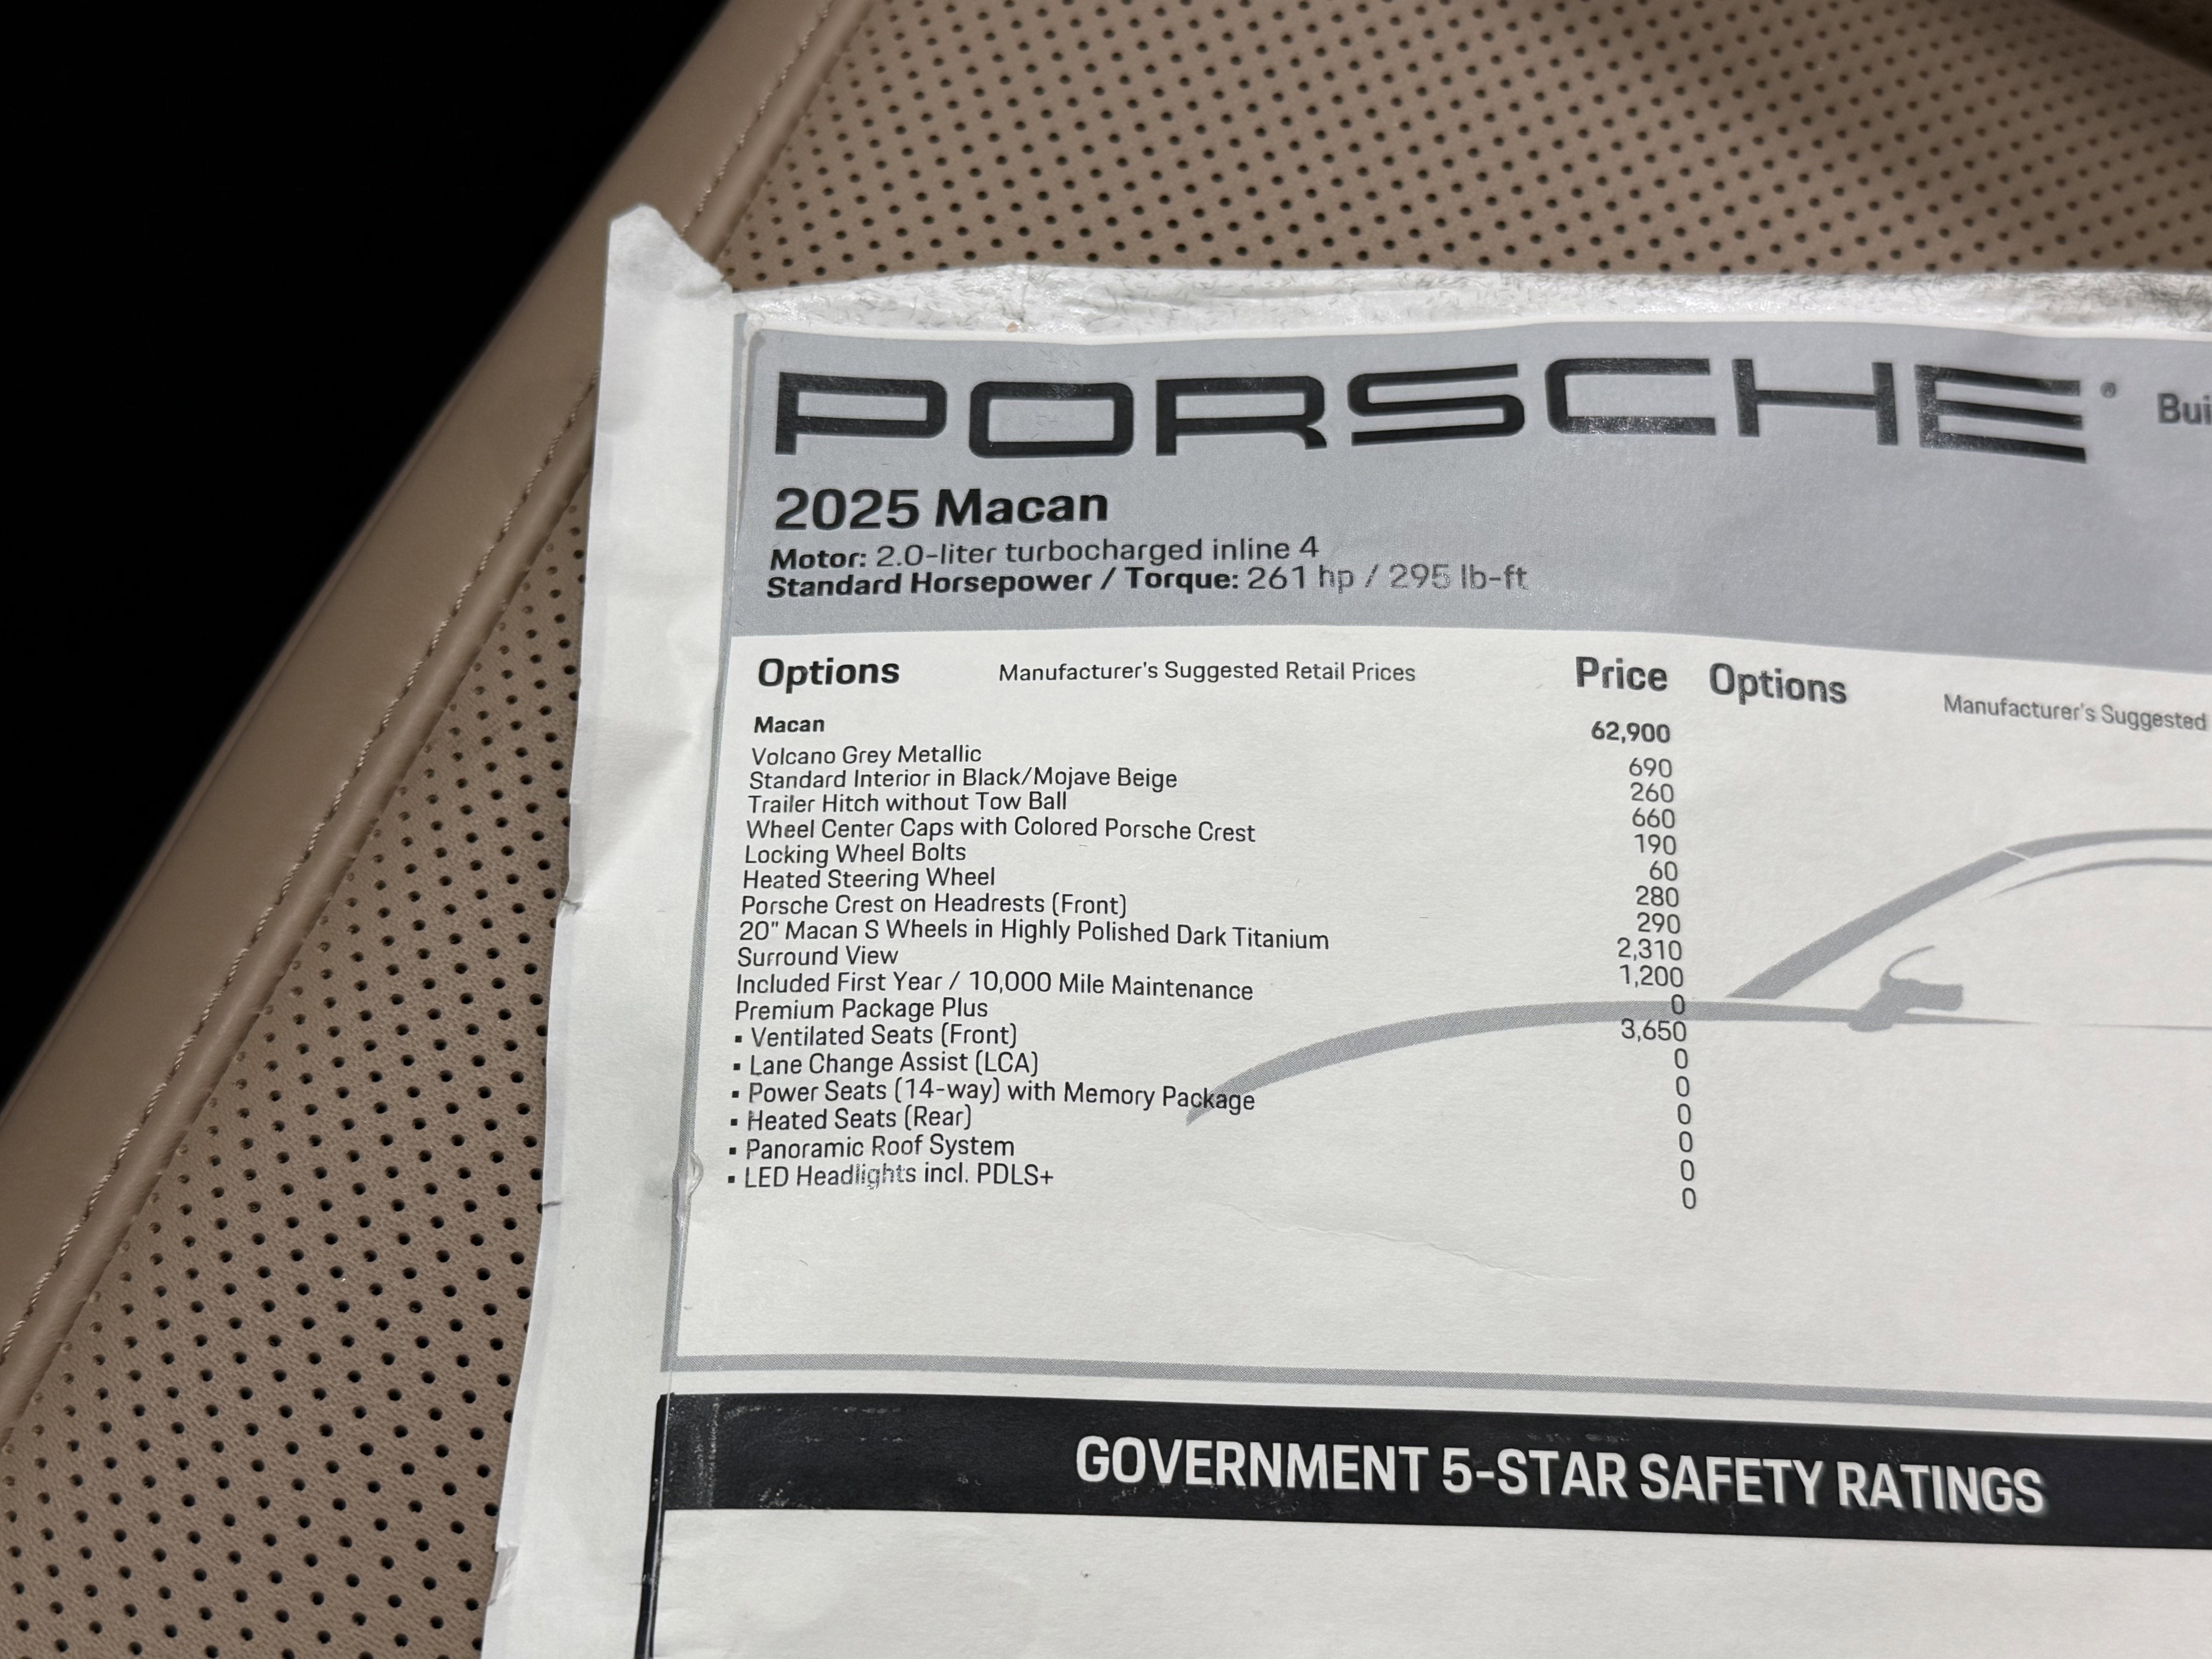 PORSCHE®
2025 Macan
Motor: 2.0-liter turbocharged inline 4
Standard Horsepower / Torque: 261 hp / 295 lb-ft
Options Manufacturer's Suggested Retail Prices Price Options Manufacturer's Suggested
Macan 62,900
Volcano Grey Metallic 690
Standard Interior in Black/Mojave Beige 260
Trailer Hitch without Tow Ball 660
Wheel Center Caps with Colored Porsche Crest 190
Locking Wheel Bolts 60
Heated Steering Wheel 280
Porsche Crest on Headrests (Front) 290
20" Macan S Wheels in Highly Polished Dark Titanium 2,310
Surround View 1,200
Included First Year / 10,000 Mile Maintenance 0
Premium Package Plus 3,650
▪ Ventilated Seats (Front) 0
▪ Lane Change Assist (LCA) 0
▪ Power Seats (14-way) with Memory Package 0
▪ Heated Seats (Rear) 0
▪ Panoramic Roof System 0
▪ LED Headlights incl. PDLS+ 0
GOVERNMENT 5-STAR SAFETY RATINGS